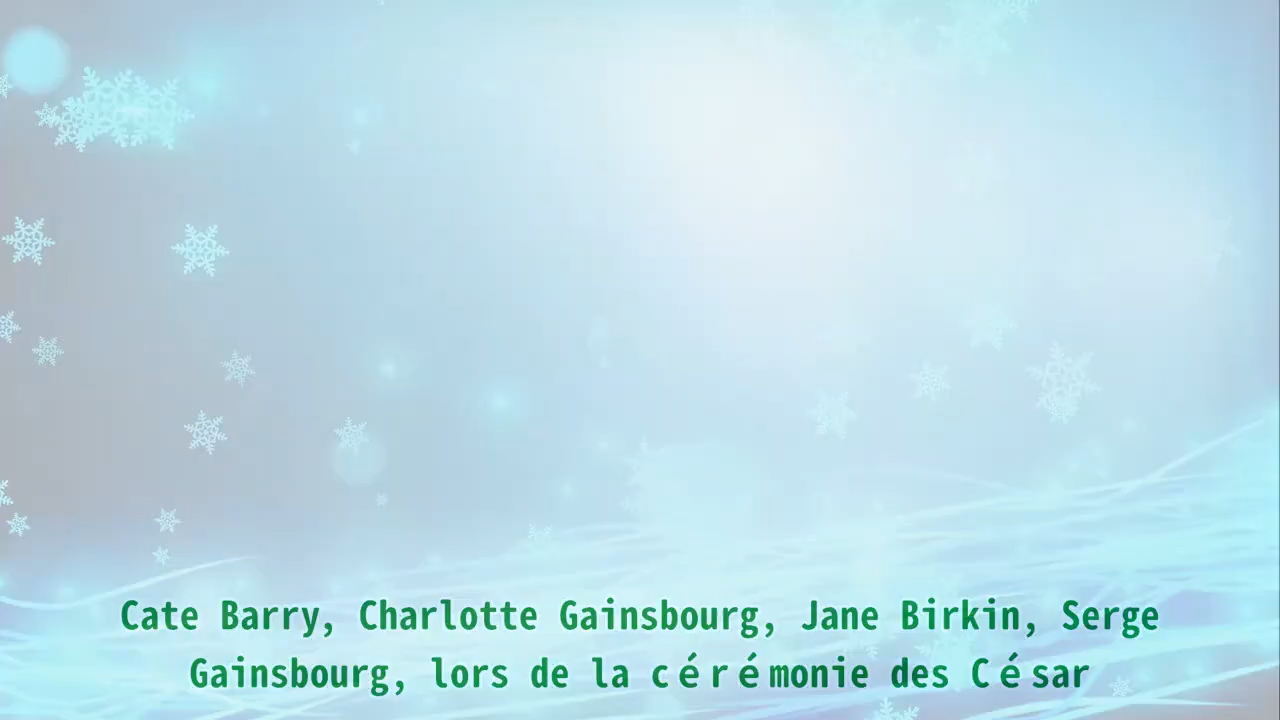 Cate Barry, Charlotte Gainsbourg, Jane Birkin, Serge
Gainsbourg, lors de la cérémonie des César